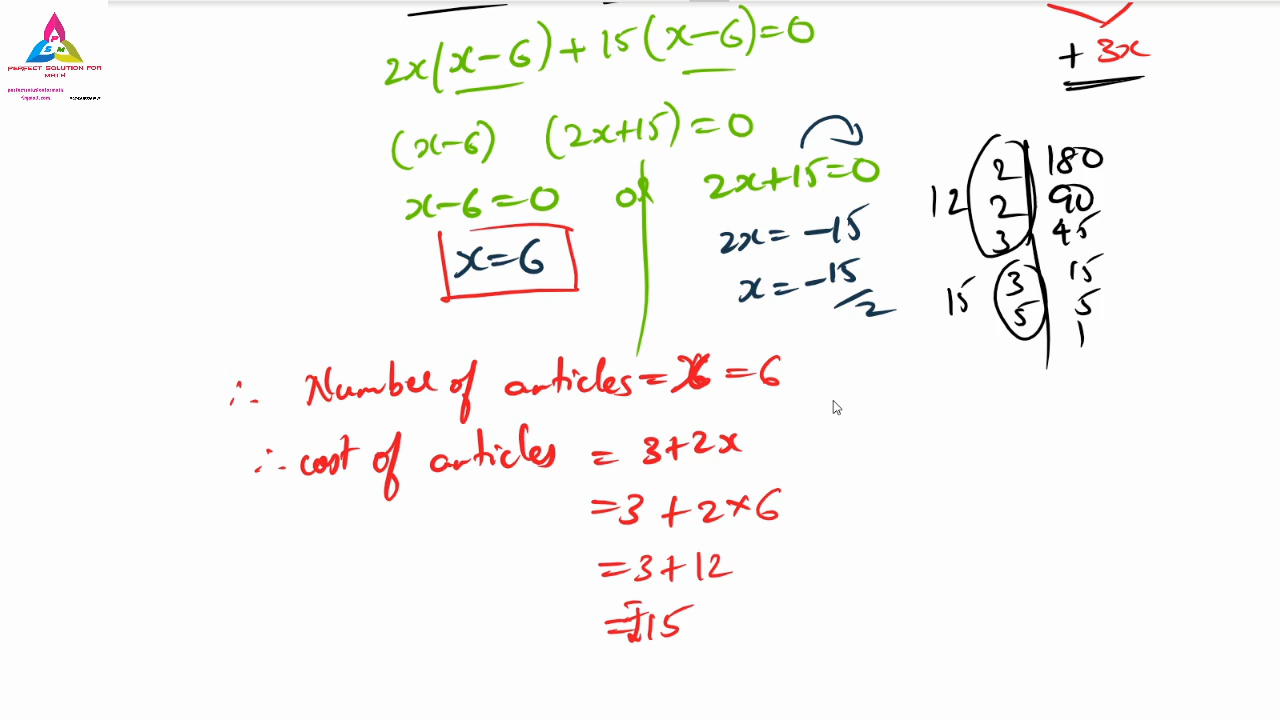 P
S M
PERFECT SOLUTION FOR MATH
2x(x-6)+15(x-6)=0
+3x
(x-6) (2x+15)=0
x-6=0 or 2x+15=0
x=6
2x=-15
x=-15/2
2 180
12 2 90
3 45
3 15
15 5 5
1
∴ Number of articles = x = 6
∴ cost of articles = 3+2x
=3+2×6
=3+12
=₹15